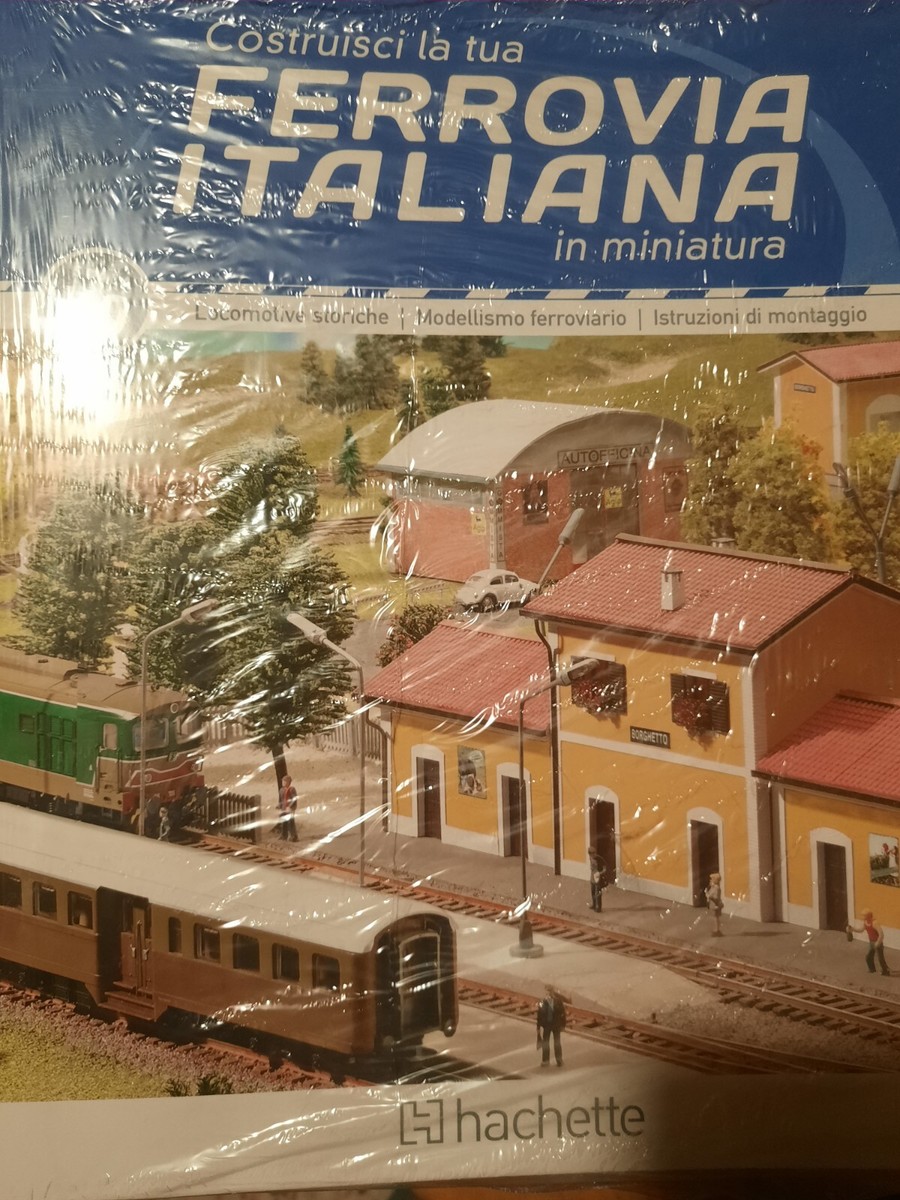 Costruisci la tua
FERROVIA
ITALIANA
in miniatura
Locomotive storiche | Modellismo ferroviario | Istruzioni di montaggio
AUTOFFICINA
BORGHETTO
hachette